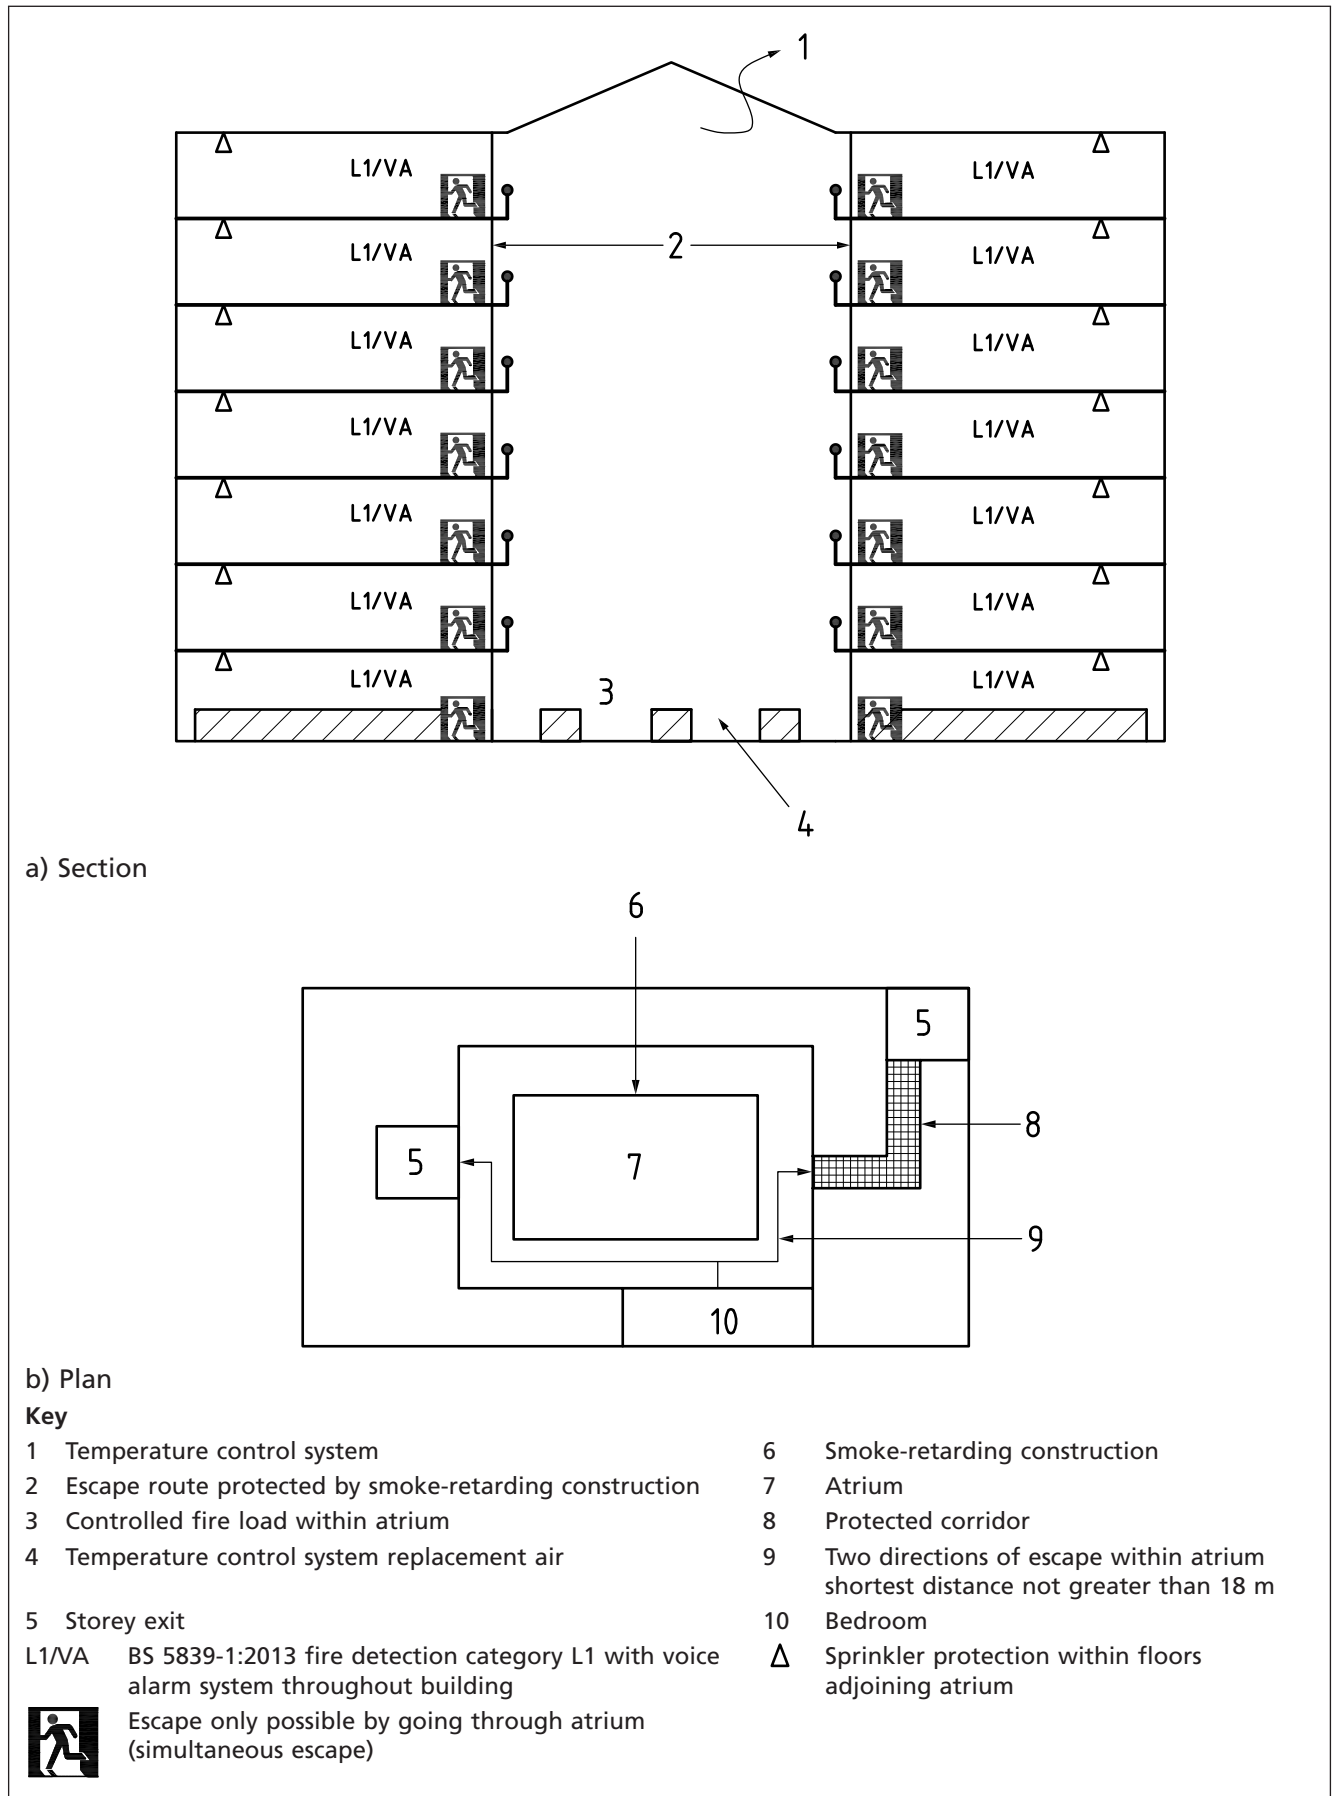 1
L1/VA L1/VA
L1/VA 2 L1/VA
L1/VA L1/VA
L1/VA L1/VA
L1/VA L1/VA
L1/VA L1/VA
L1/VA 3 L1/VA
4
a) Section
6
5
8
5 7
9
10
b) Plan
Key
1 Temperature control system
2 Escape route protected by smoke-retarding construction
3 Controlled fire load within atrium
4 Temperature control system replacement air
5 Storey exit
L1/VA BS 5839-1:2013 fire detection category L1 with voice
alarm system throughout building
Escape only possible by going through atrium
(simultaneous escape)
6 Smoke-retarding construction
7 Atrium
8 Protected corridor
9 Two directions of escape within atrium
shortest distance not greater than 18 m
10 Bedroom
Sprinkler protection within floors
adjoining atrium